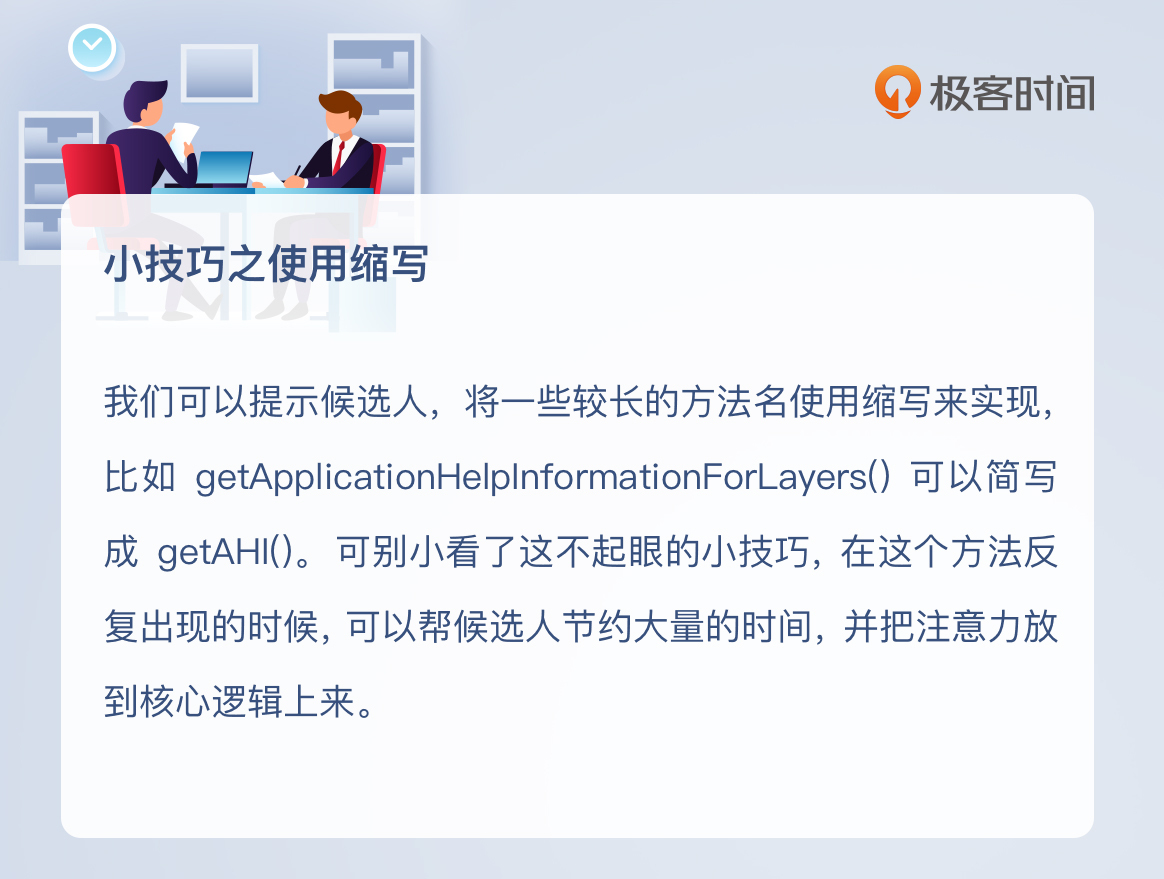 极客时间
小技巧之使用缩写
我们可以提示候选人，将一些较长的方法名使用缩写来实现，
比如 getApplicationHelpInformationForLayers() 可以简写
成 getAHI()。可别小看了这不起眼的小技巧，在这个方法反
复出现的时候，可以帮候选人节约大量的时间，并把注意力放
到核心逻辑上来。